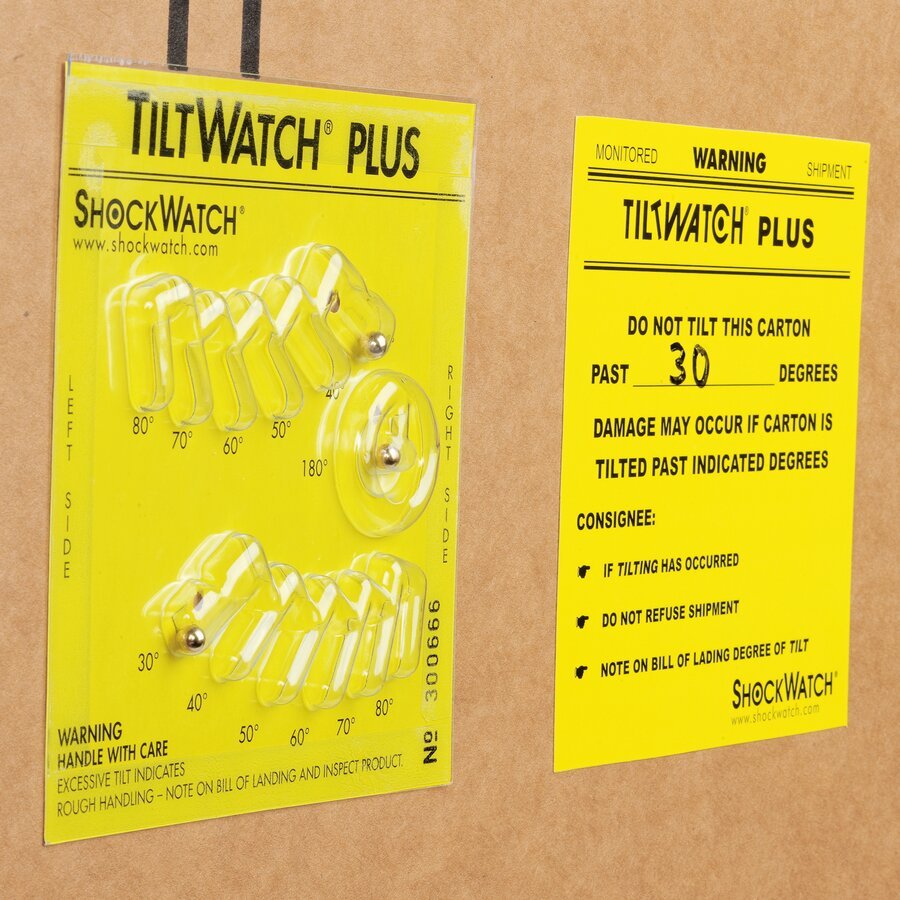 TILTWATCH® PLUS
SHOCKWATCH®
www.shockwatch.com
80° 70° 60° 50° 40°
LEFT SIDE
RIGHT SIDE
180°
30° 40° 50° 60° 70° 80°
Nº 300666
WARNING
HANDLE WITH CARE
EXCESSIVE TILT INDICATES
ROUGH HANDLING – NOTE ON BILL OF LANDING AND INSPECT PRODUCT.
MONITORED WARNING SHIPMENT
TILTWATCH® PLUS
DO NOT TILT THIS CARTON
PAST 30 DEGREES
DAMAGE MAY OCCUR IF CARTON IS
TILTED PAST INDICATED DEGREES
CONSIGNEE:
IF TILTING HAS OCCURRED
DO NOT REFUSE SHIPMENT
NOTE ON BILL OF LADING DEGREE OF TILT
SHOCKWATCH®
www.shockwatch.com